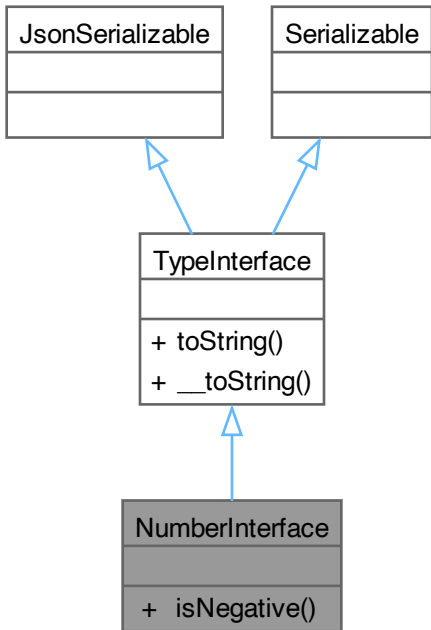 JsonSerializable
Serializable
TypeInterface
+ toString()
+ __toString()
NumberInterface
+ isNegative()